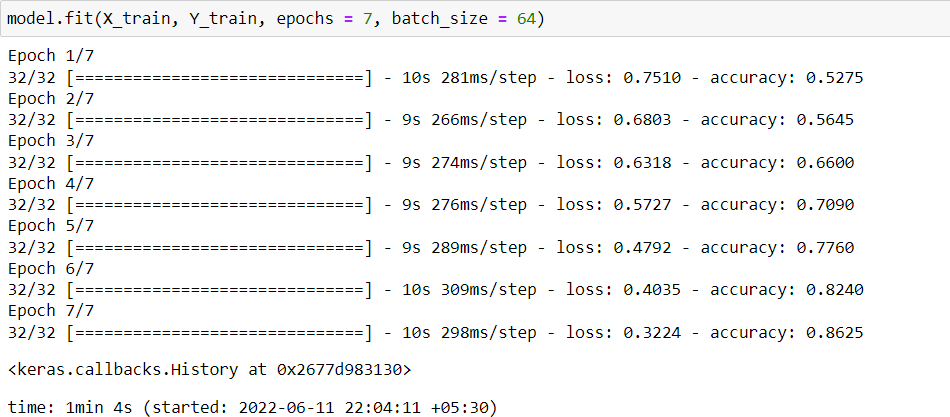 model.fit(X_train, Y_train, epochs = 7, batch_size = 64)
Epoch 1/7
32/32 [==============================] - 10s 281ms/step - loss: 0.7510 - accuracy: 0.5275
Epoch 2/7
32/32 [==============================] - 9s 266ms/step - loss: 0.6803 - accuracy: 0.5645
Epoch 3/7
32/32 [==============================] - 9s 274ms/step - loss: 0.6318 - accuracy: 0.6600
Epoch 4/7
32/32 [==============================] - 9s 276ms/step - loss: 0.5727 - accuracy: 0.7090
Epoch 5/7
32/32 [==============================] - 9s 289ms/step - loss: 0.4792 - accuracy: 0.7760
Epoch 6/7
32/32 [==============================] - 10s 309ms/step - loss: 0.4035 - accuracy: 0.8240
Epoch 7/7
32/32 [==============================] - 10s 298ms/step - loss: 0.3224 - accuracy: 0.8625
<keras.callbacks.History at 0x2677d983130>
time: 1min 4s (started: 2022-06-11 22:04:11 +05:30)